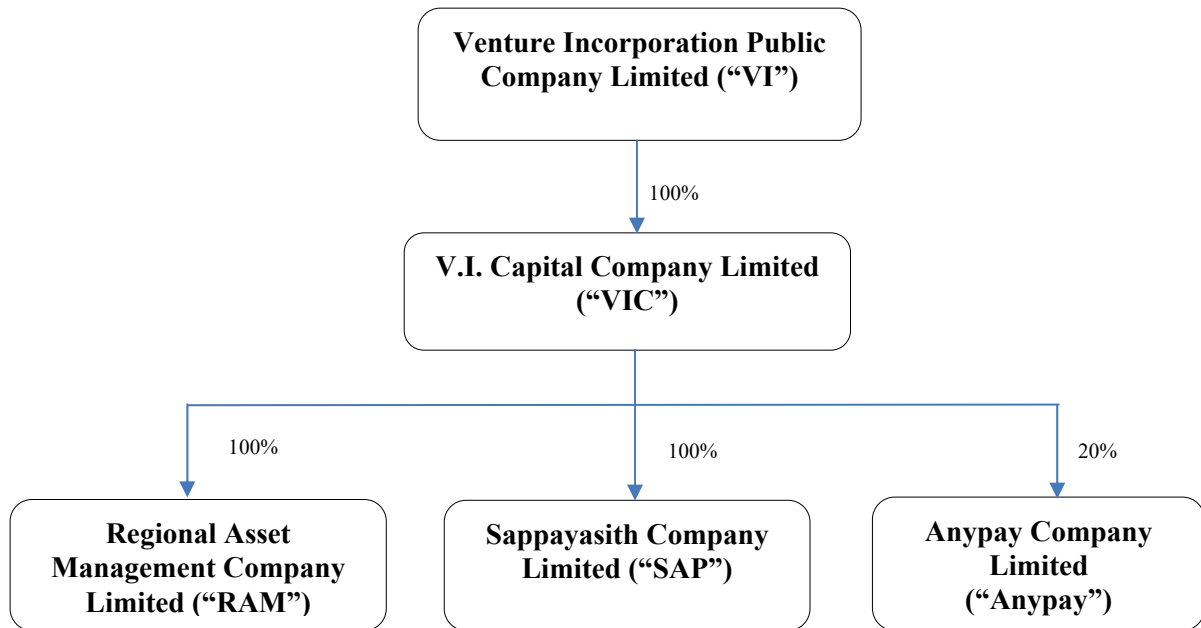 Venture Incorporation Public
Company Limited (“VI”)
100%
V.I. Capital Company Limited
(“VIC”)
100%
100%
20%
Regional Asset
Management Company
Limited (“RAM”)
Sappayasith Company
Limited (“SAP”)
Anypay Company
Limited
(“Anypay”)